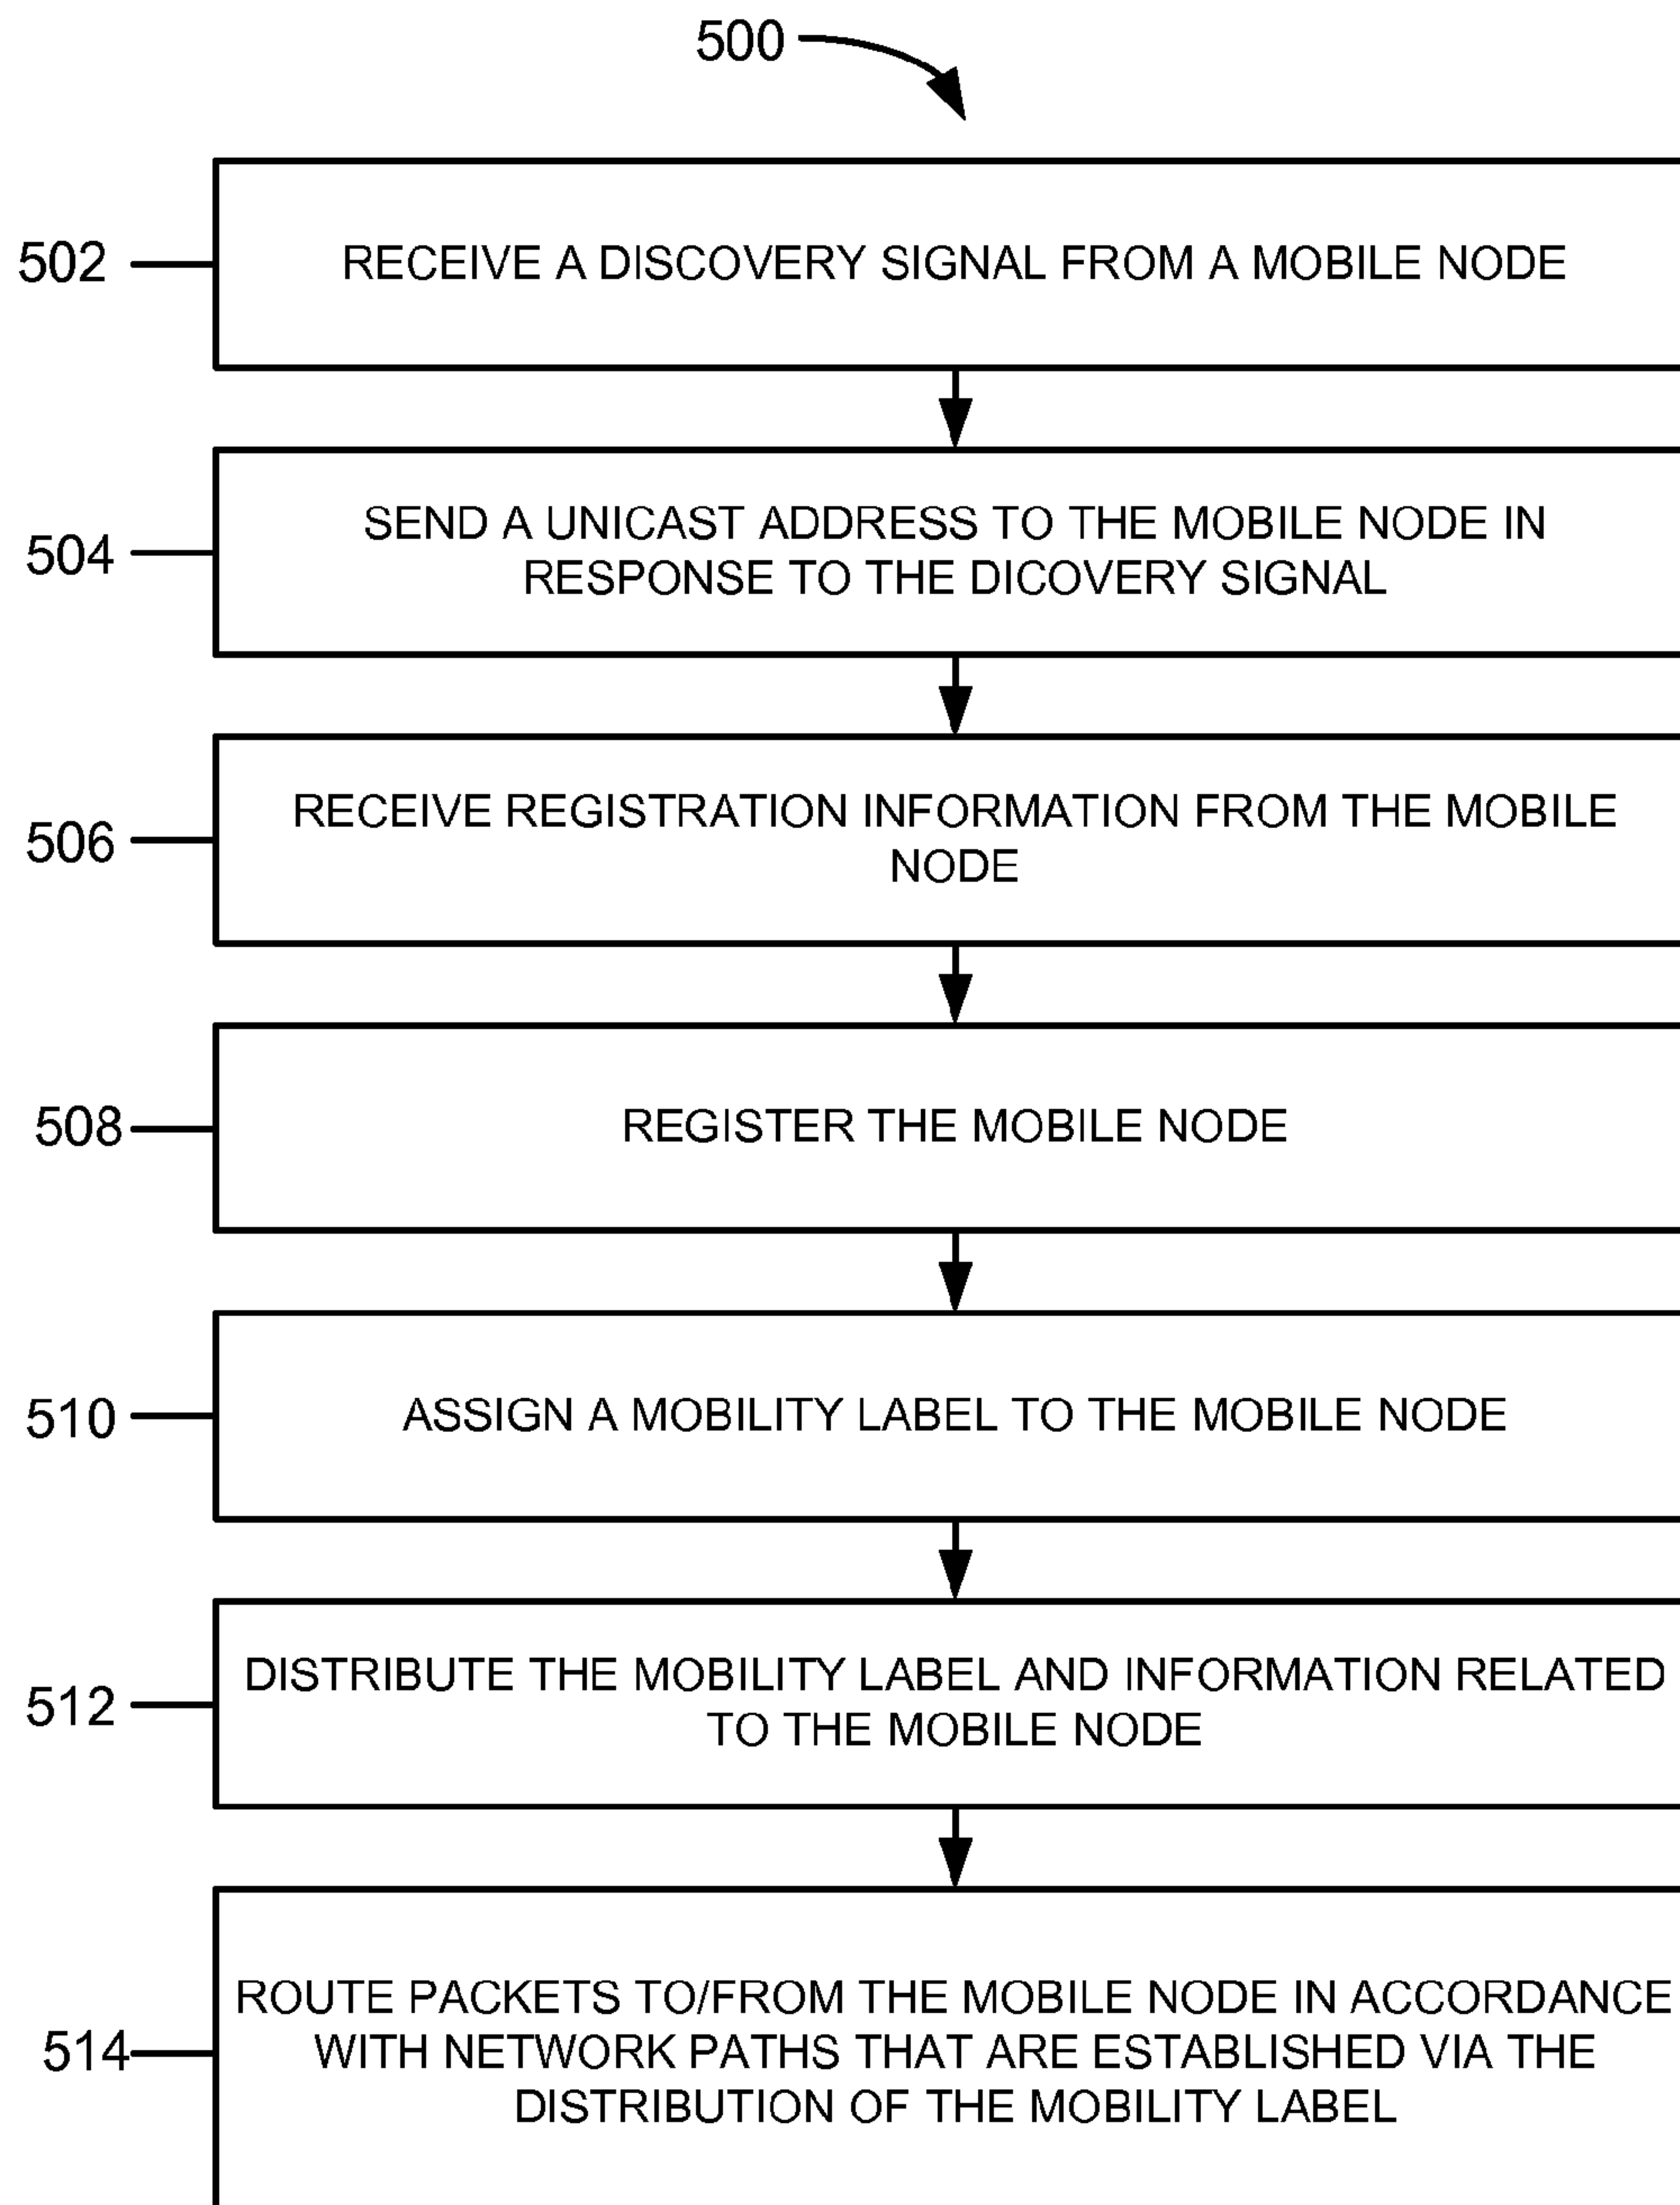 500
502
RECEIVE A DISCOVERY SIGNAL FROM A MOBILE NODE
504
SEND A UNICAST ADDRESS TO THE MOBILE NODE IN
RESPONSE TO THE DICOVERY SIGNAL
506
RECEIVE REGISTRATION INFORMATION FROM THE MOBILE
NODE
508
REGISTER THE MOBILE NODE
510
ASSIGN A MOBILITY LABEL TO THE MOBILE NODE
512
DISTRIBUTE THE MOBILITY LABEL AND INFORMATION RELATED
TO THE MOBILE NODE
514
ROUTE PACKETS TO/FROM THE MOBILE NODE IN ACCORDANCE
WITH NETWORK PATHS THAT ARE ESTABLISHED VIA THE
DISTRIBUTION OF THE MOBILITY LABEL